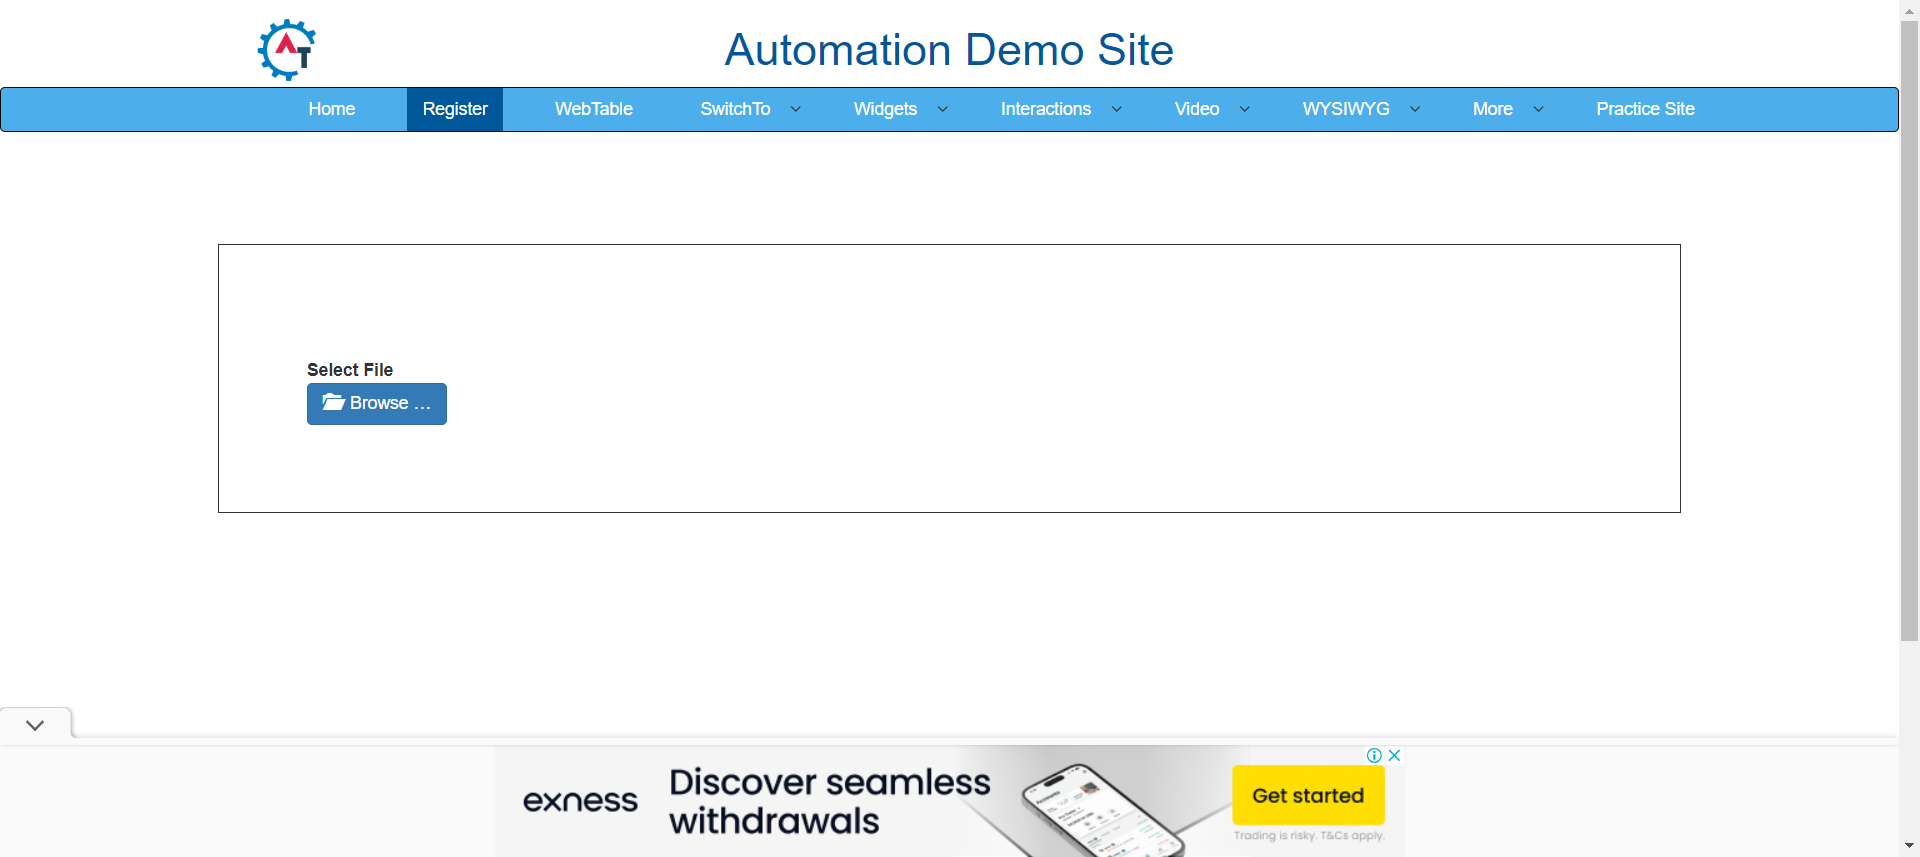 AT
Automation Demo Site
Home Register WebTable SwitchTo Widgets Interactions Video WYSIWYG More Practice Site
Select File
Browse …
exness
Discover seamless
withdrawals
Get started
Trading is risky. T&Cs apply.